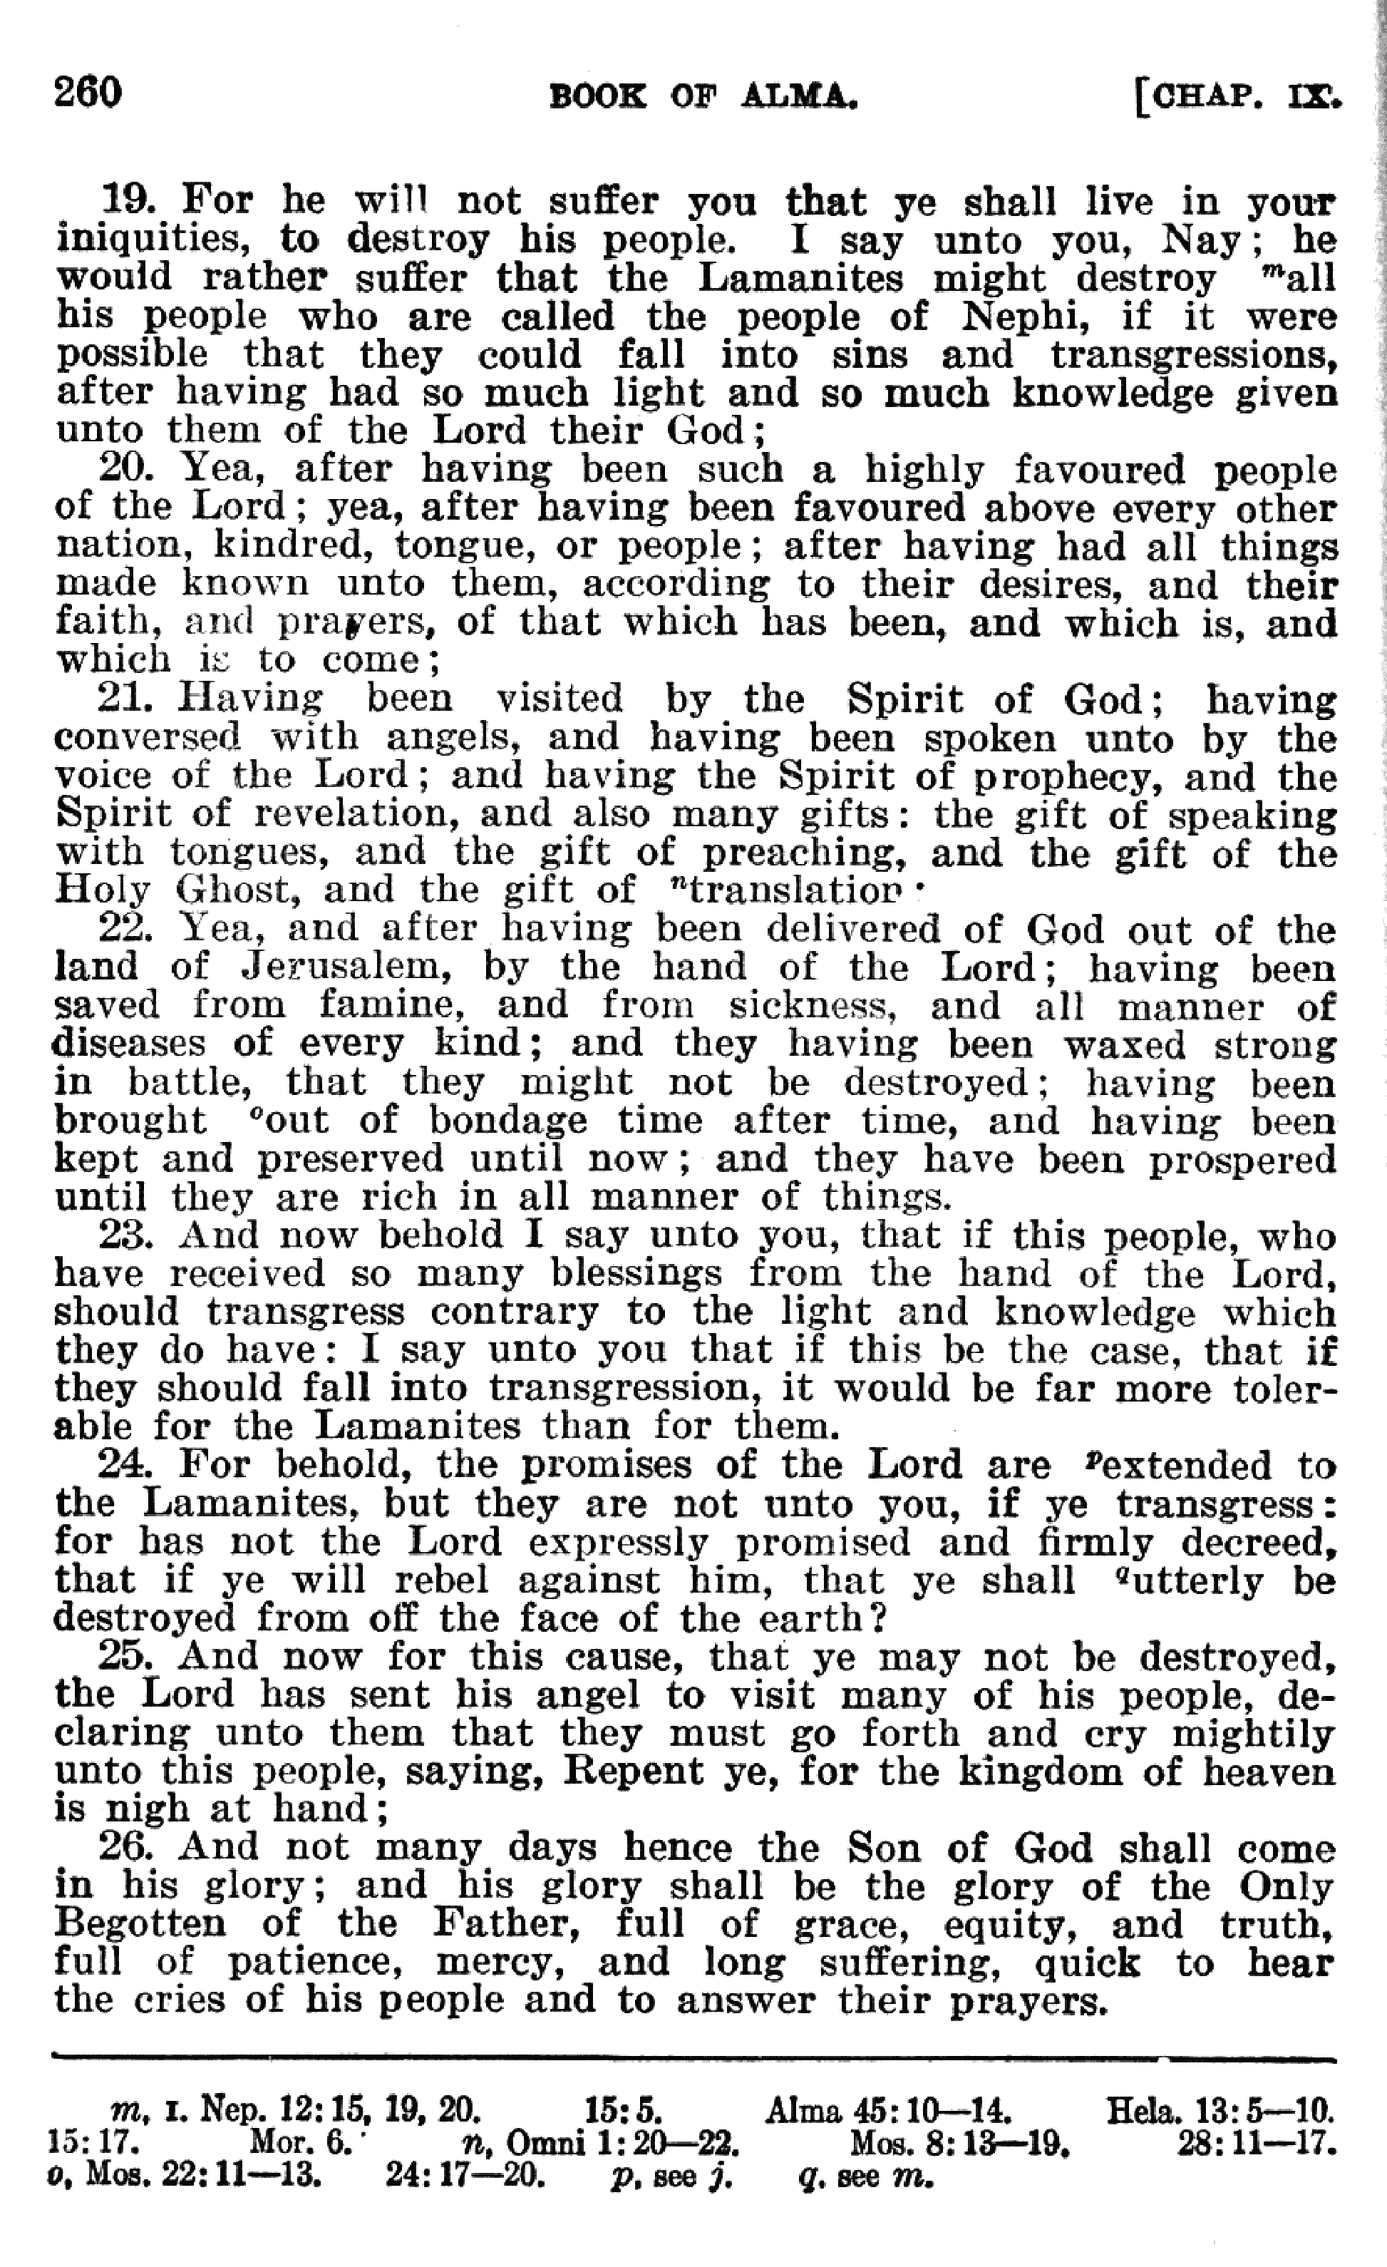 260 BOOK OF ALMA. [CHAP. IX.
19. For he will not suffer you that ye shall live in your
iniquities, to destroy his people. I say unto you, Nay; he
would rather suffer that the Lamanites might destroy ᵐall
his people who are called the people of Nephi, if it were
possible that they could fall into sins and transgressions,
after having had so much light and so much knowledge given
unto them of the Lord their God;
20. Yea, after having been such a highly favoured people
of the Lord; yea, after having been favoured above every other
nation, kindred, tongue, or people; after having had all things
made known unto them, according to their desires, and their
faith, and prayers, of that which has been, and which is, and
which is to come;
21. Having been visited by the Spirit of God; having
conversed with angels, and having been spoken unto by the
voice of the Lord; and having the Spirit of prophecy, and the
Spirit of revelation, and also many gifts: the gift of speaking
with tongues, and the gift of preaching, and the gift of the
Holy Ghost, and the gift of ⁿtranslation·
22. Yea, and after having been delivered of God out of the
land of Jerusalem, by the hand of the Lord; having been
saved from famine, and from sickness, and all manner of
diseases of every kind; and they having been waxed strong
in battle, that they might not be destroyed; having been
brought ᵒout of bondage time after time, and having been
kept and preserved until now; and they have been prospered
until they are rich in all manner of things.
23. And now behold I say unto you, that if this people, who
have received so many blessings from the hand of the Lord,
should transgress contrary to the light and knowledge which
they do have: I say unto you that if this be the case, that if
they should fall into transgression, it would be far more toler-
able for the Lamanites than for them.
24. For behold, the promises of the Lord are ᵖextended to
the Lamanites, but they are not unto you, if ye transgress:
for has not the Lord expressly promised and firmly decreed,
that if ye will rebel against him, that ye shall qutterly be
destroyed from off the face of the earth?
25. And now for this cause, that ye may not be destroyed,
the Lord has sent his angel to visit many of his people, de-
claring unto them that they must go forth and cry mightily
unto this people, saying, Repent ye, for the kingdom of heaven
is nigh at hand;
26. And not many days hence the Son of God shall come
in his glory; and his glory shall be the glory of the Only
Begotten of the Father, full of grace, equity, and truth,
full of patience, mercy, and long suffering, quick to hear
the cries of his people and to answer their prayers.
m, I. Nep. 12:15, 19, 20. 15:5. Alma 45:10—14. Hela. 13:5—10.
15:17. Mor. 6. n, Omni 1:20—22. Mos. 8:13—19. 28:11—17.
o, Mos. 22:11—13. 24:17—20. p, see j. q, see m.